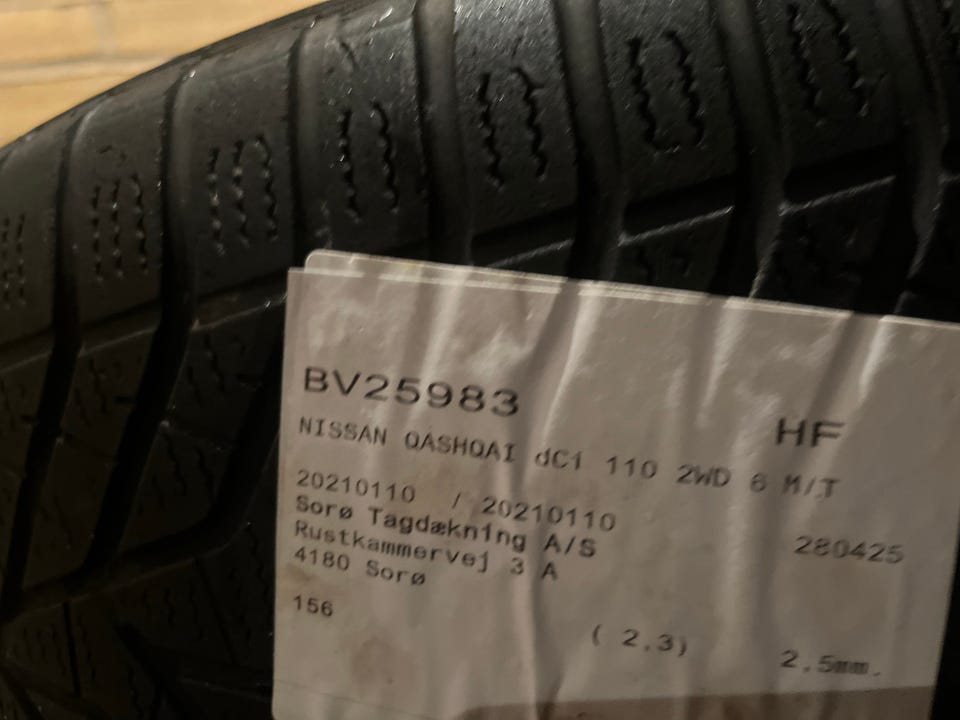 BV25983
HF
NISSAN QASHQAI dCi 110 2WD 6 M/T
20210110 / 20210110
Sorø Tagdækning A/S
280425
Rustkammervej 3 A
4180 Sorø
156
( 2,3)
2,5mm.